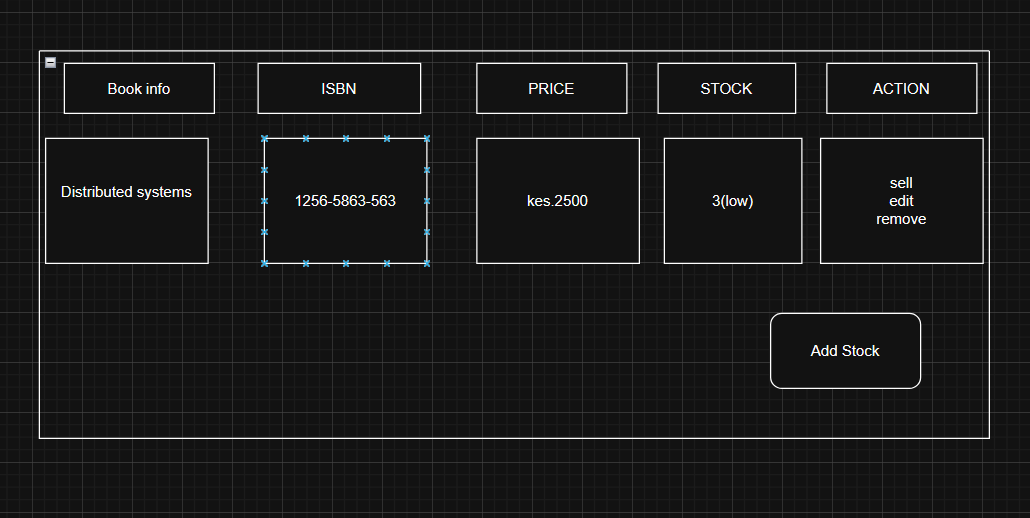 Book info
ISBN
PRICE
STOCK
ACTION
Distributed systems
1256-5863-563
kes.2500
3(low)
sell
edit
remove
Add Stock